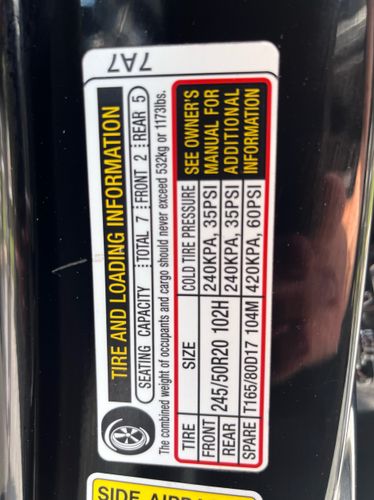 7A7
TIRE AND LOADING INFORMATION
SEATING CAPACITY TOTAL 7 FRONT 2 REAR 5
The combined weight of occupants and cargo should never exceed 532kg or 1173lbs.
TIRE SIZE COLD TIRE PRESSURE SEE OWNER'S MANUAL FOR ADDITIONAL INFORMATION
FRONT 245/50R20 102H 240KPA, 35PSI
REAR 240KPA, 35PSI
SPARE T165/80D17 104M 420KPA, 60PSI
SIDE AIRBA